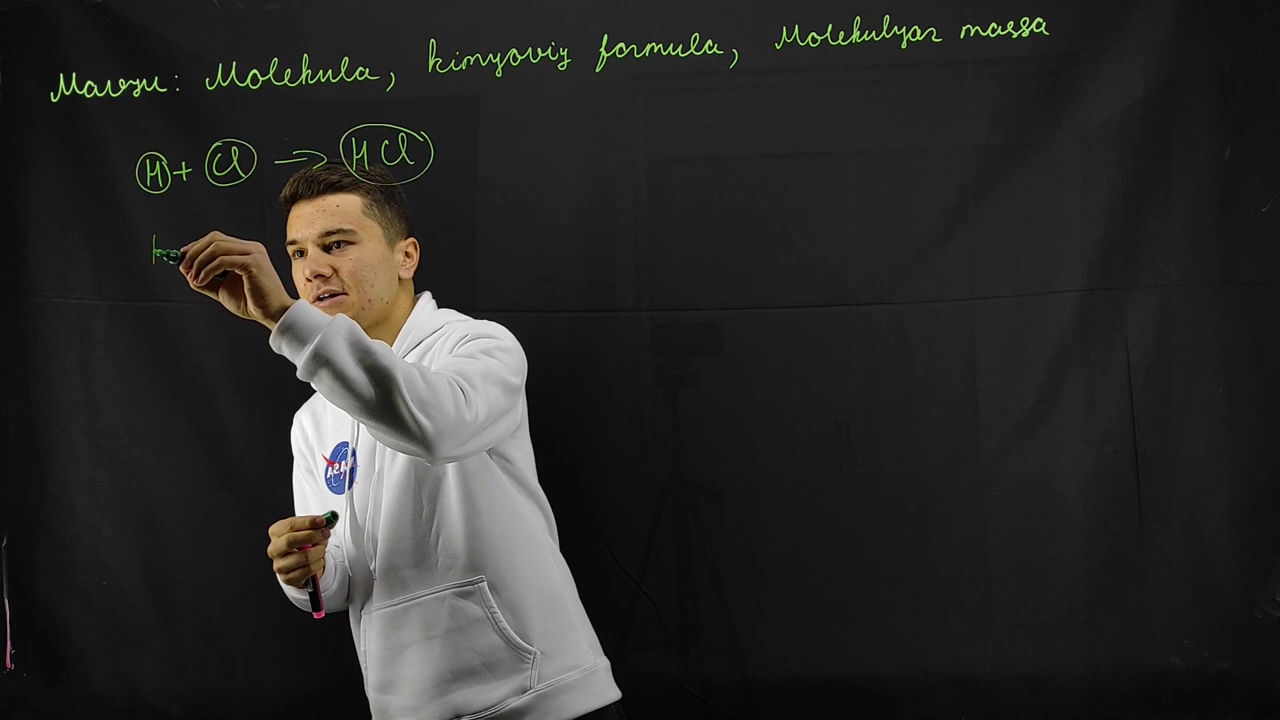 Mavzu: Molekula, kimyoviy formula, Molekulyar massa
H + Cl → HCl